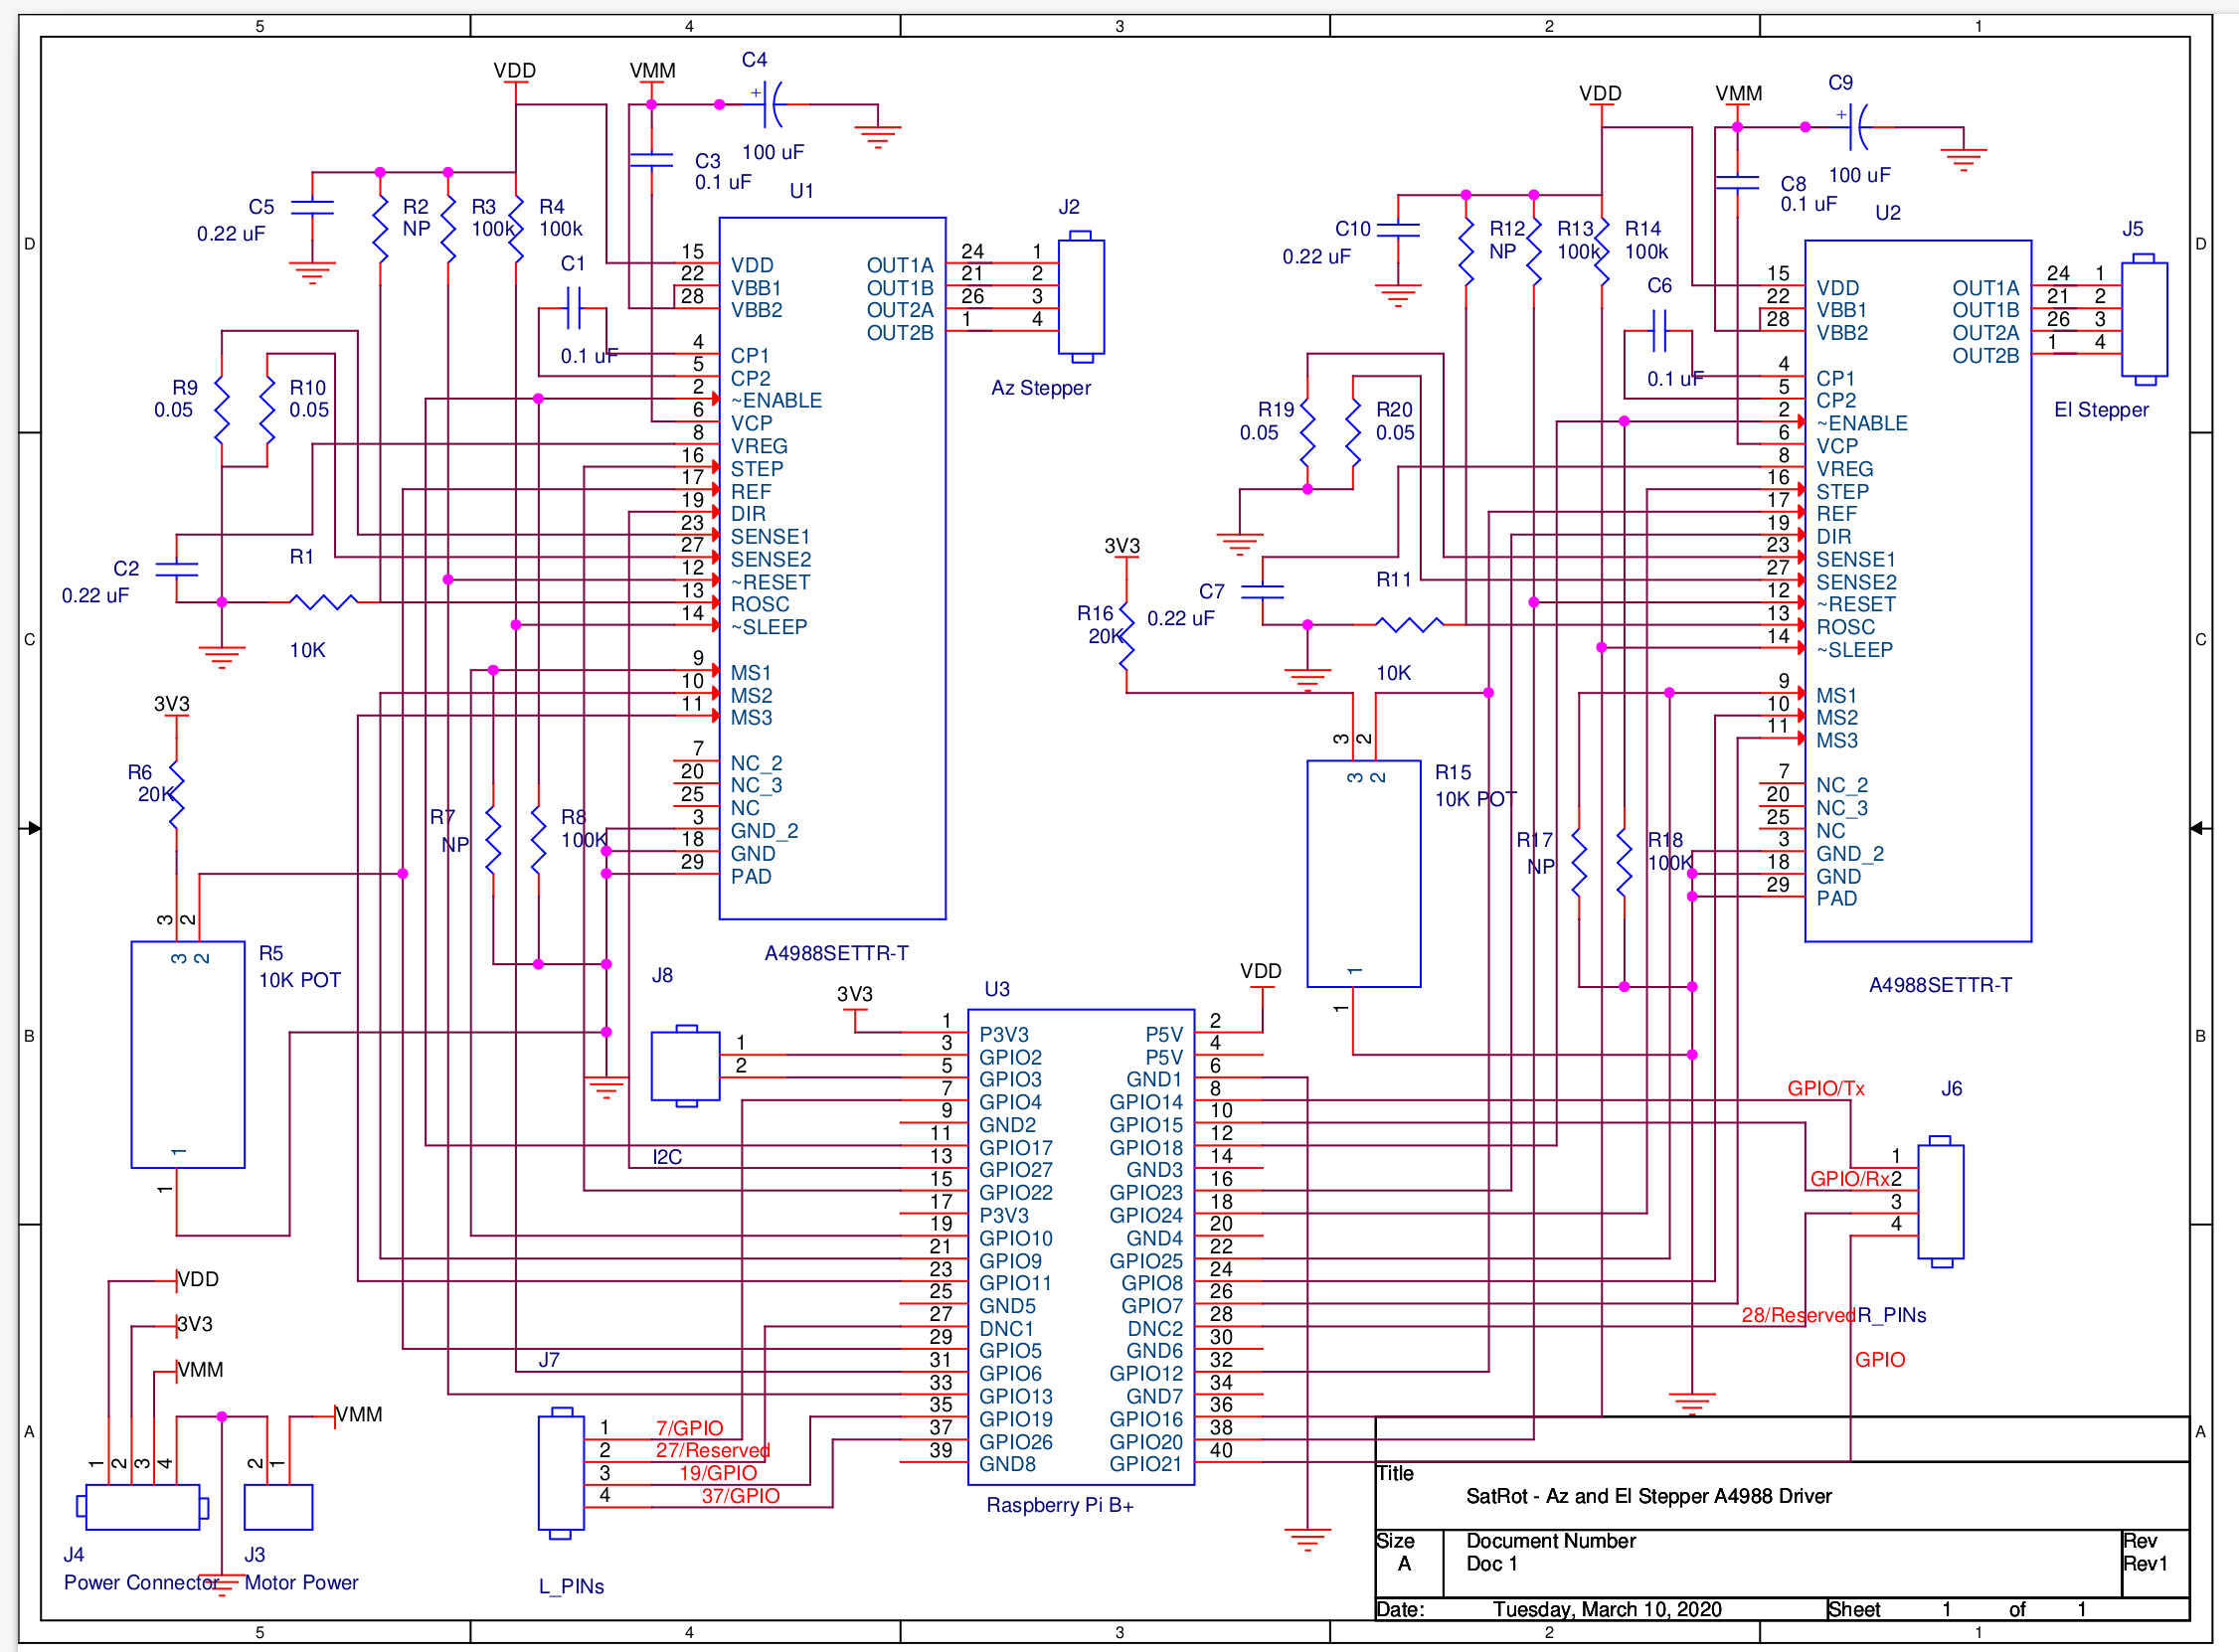 5
4
3
2
1
D
C
B
A
VDD
VMM
C4
100 uF
C3
0.1 uF
C5
0.22 uF
R2
NP
R3
100k
R4
100k
C1
0.1 uF
R9
0.05
R10
0.05
C2
0.22 uF
R1
10K
U1
15
VDD
22
VBB1
28
VBB2
4
CP1
5
CP2
2
~ENABLE
6
VCP
8
VREG
16
STEP
17
REF
19
DIR
23
SENSE1
27
SENSE2
12
~RESET
13
ROSC
14
~SLEEP
9
MS1
10
MS2
11
MS3
7
NC_2
20
NC_3
25
NC
3
GND_2
18
GND
29
PAD
OUT1A
24
1
OUT1B
21
2
OUT2A
26
3
OUT2B
1
4
J2
Az Stepper
A4988SETTR-T
3V3
R6
20K
3
2
3
2
R5
10K POT
1
1
R7
NP
R8
100K
VDD
VMM
C9
100 uF
C8
0.1 uF
C10
0.22 uF
R12
NP
R13
100k
R14
100k
C6
0.1 uF
R19
0.05
R20
0.05
C7
0.22 uF
R11
10K
U2
15
VDD
22
VBB1
28
VBB2
4
CP1
5
CP2
2
~ENABLE
6
VCP
8
VREG
16
STEP
17
REF
19
DIR
23
SENSE1
27
SENSE2
12
~RESET
13
ROSC
14
~SLEEP
9
MS1
10
MS2
11
MS3
7
NC_2
20
NC_3
25
NC
3
GND_2
18
GND
29
PAD
OUT1A
24
1
OUT1B
21
2
OUT2A
26
3
OUT2B
1
4
J5
El Stepper
A4988SETTR-T
3V3
R16
20K
3
2
3
2
R15
10K POT
1
1
R17
NP
R18
100K
J8
1
2
I2C
3V3
VDD
U3
1
P3V3
3
GPIO2
5
GPIO3
7
GPIO4
9
GND2
11
GPIO17
13
GPIO27
15
GPIO22
17
P3V3
19
GPIO10
21
GPIO9
23
GPIO11
25
GND5
27
DNC1
29
GPIO5
31
GPIO6
33
GPIO13
35
GPIO19
37
GPIO26
39
GND8
P5V
2
P5V
4
GND1
6
GPIO14
8
GPIO15
10
GPIO18
12
GND3
14
GPIO23
16
GPIO24
18
GND4
20
GPIO25
22
GPIO8
24
GPIO7
26
DNC2
28
GND6
30
GPIO12
32
GND7
34
GPIO16
36
GPIO20
38
GPIO21
40
Raspberry Pi B+
GPIO/Tx
J6
1
GPIO/Rx
2
3
4
28/Reserved
R_PINs
GPIO
VDD
3V3
VMM
VMM
1
2
3
4
2
1
J4
Power Connector
J3
Motor Power
J7
1
7/GPIO
2
27/Reserved
3
19/GPIO
4
37/GPIO
L_PINs
Title
SatRot - Az and El Stepper A4988 Driver
Size
A
Document Number
Doc 1
Rev
Rev1
Date:
Tuesday, March 10, 2020
Sheet
1
of
1
D
C
B
A
5
4
3
2
1